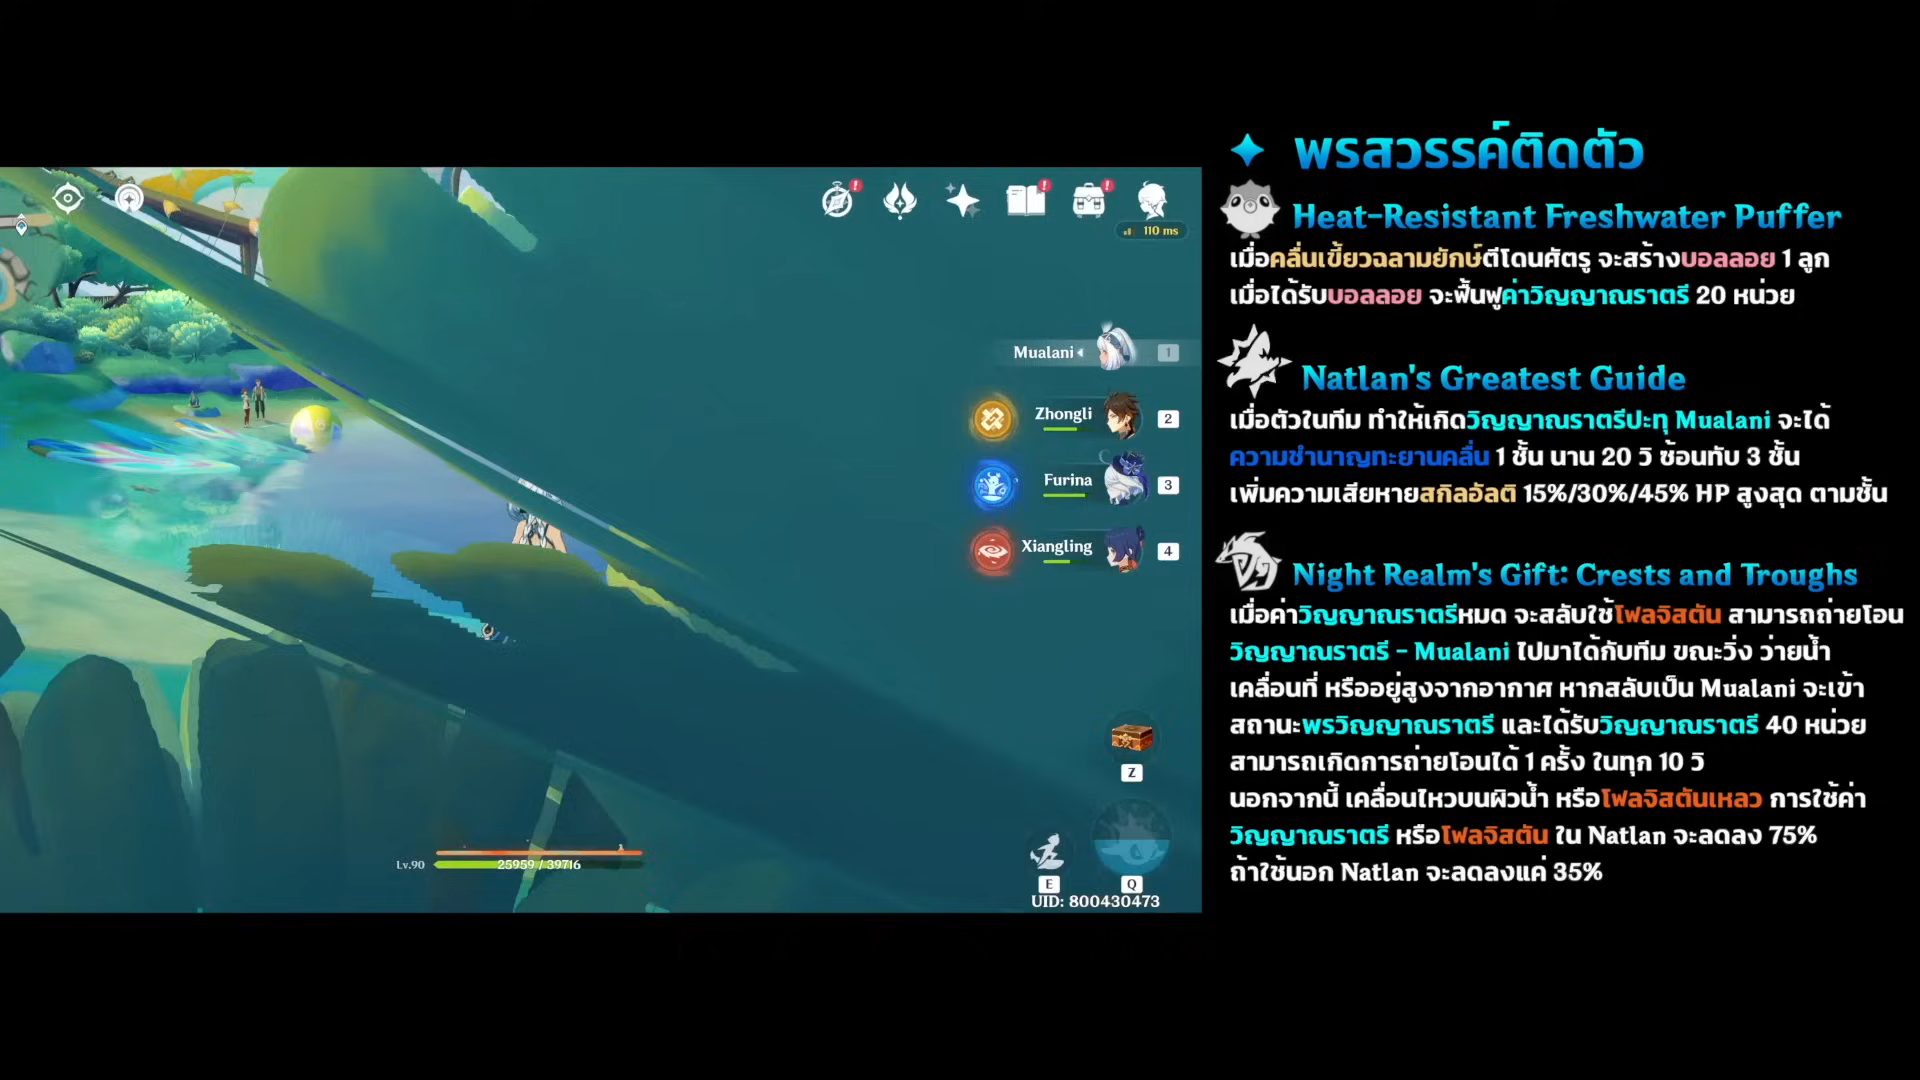 110 ms
Mualani
1
Zhongli
2
Furina
3
Xiangling
4
Z
E
Q
Lv.90
25959 / 39716
UID: 800430473
พรสวรรค์ติดตัว
Heat-Resistant Freshwater Puffer
เมื่อคลื่นเขี้ยวฉลามยักษ์ตีโดนศัตรู จะสร้างบอลลอย 1 ลูก
เมื่อได้รับบอลลอย จะฟื้นฟูค่าวิญญาณราตรี 20 หน่วย
Natlan's Greatest Guide
เมื่อตัวในทีม ทำให้เกิดวิญญาณราตรีปะทุ Mualani จะได้
ความชำนาญทะยานคลื่น 1 ชั้น นาน 20 วิ ซ้อนทับ 3 ชั้น
เพิ่มความเสียหายสกิลอัลติ 15%/30%/45% HP สูงสุด ตามชั้น
Night Realm's Gift: Crests and Troughs
เมื่อค่าวิญญาณราตรีหมด จะสลับใช้โฟลจิสตัน สามารถถ่ายโอน
วิญญาณราตรี - Mualani ไปมาได้กับทีม ขณะวิ่ง ว่ายน้ำ
เคลื่อนที่ หรืออยู่สูงจากอากาศ หากสลับเป็น Mualani จะเข้า
สถานะพรวิญญาณราตรี และได้รับวิญญาณราตรี 40 หน่วย
สามารถเกิดการถ่ายโอนได้ 1 ครั้ง ในทุก 10 วิ
นอกจากนี้ เคลื่อนไหวบนผิวน้ำ หรือโฟลจิสตันเหลว การใช้ค่า
วิญญาณราตรี หรือโฟลจิสตัน ใน Natlan จะลดลง 75%
ถ้าใช้นอก Natlan จะลดลงแค่ 35%